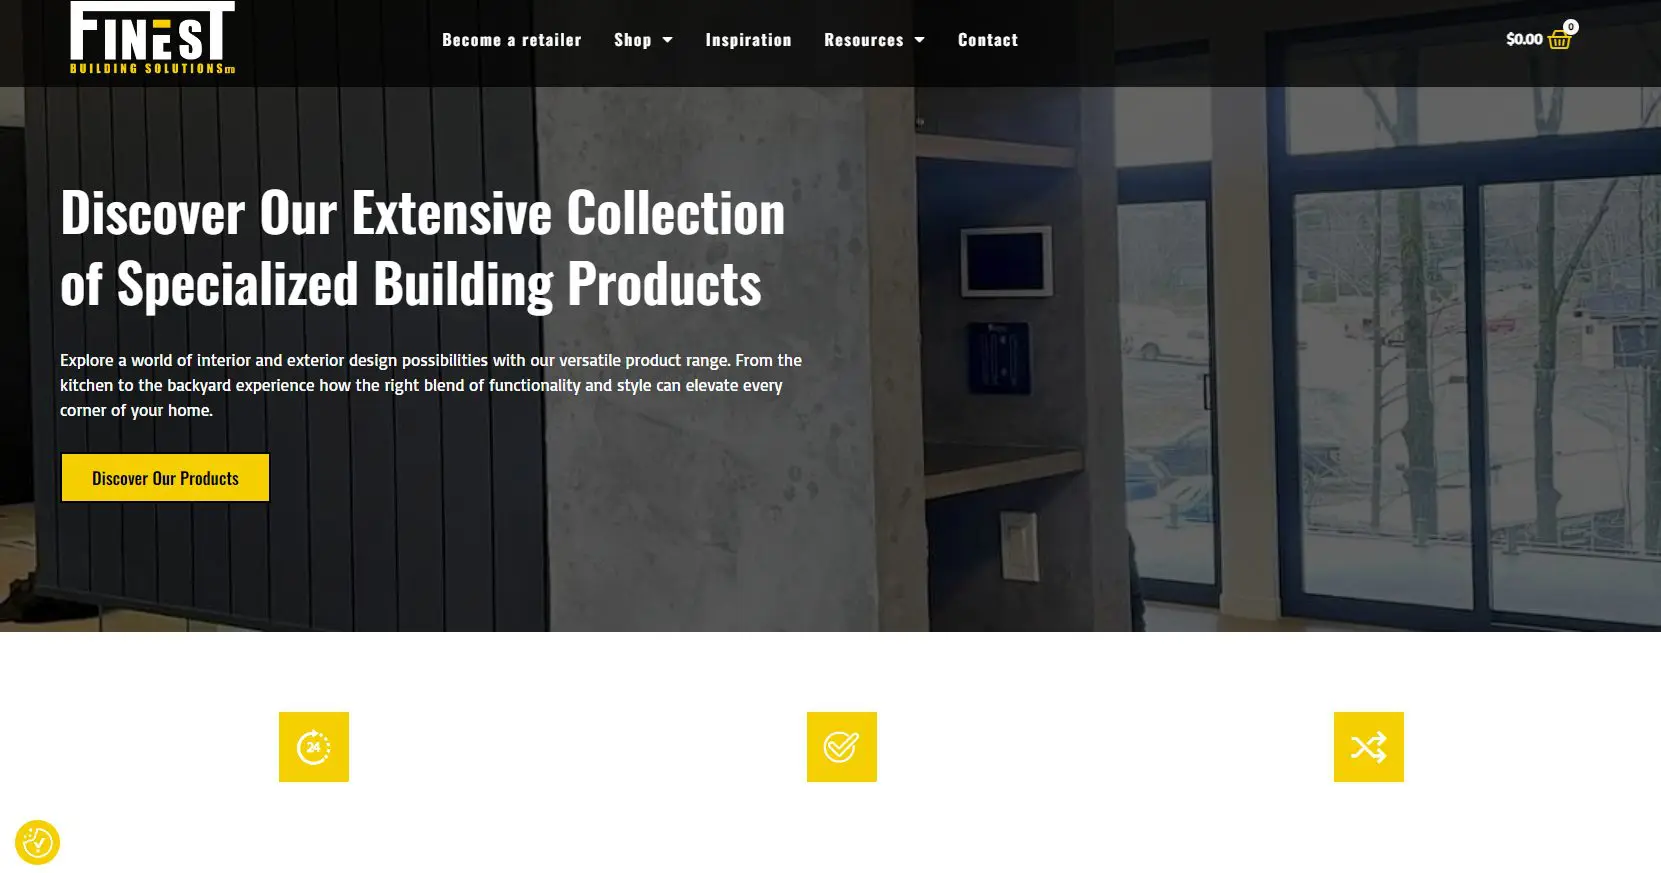 FINEST
BUILDING SOLUTIONS LTD
Become a retailer
Shop
Inspiration
Resources
Contact
$0.00
0
Discover Our Extensive Collection
of Specialized Building Products
Explore a world of interior and exterior design possibilities with our versatile product range. From the
kitchen to the backyard experience how the right blend of functionality and style can elevate every
corner of your home.
Discover Our Products
24